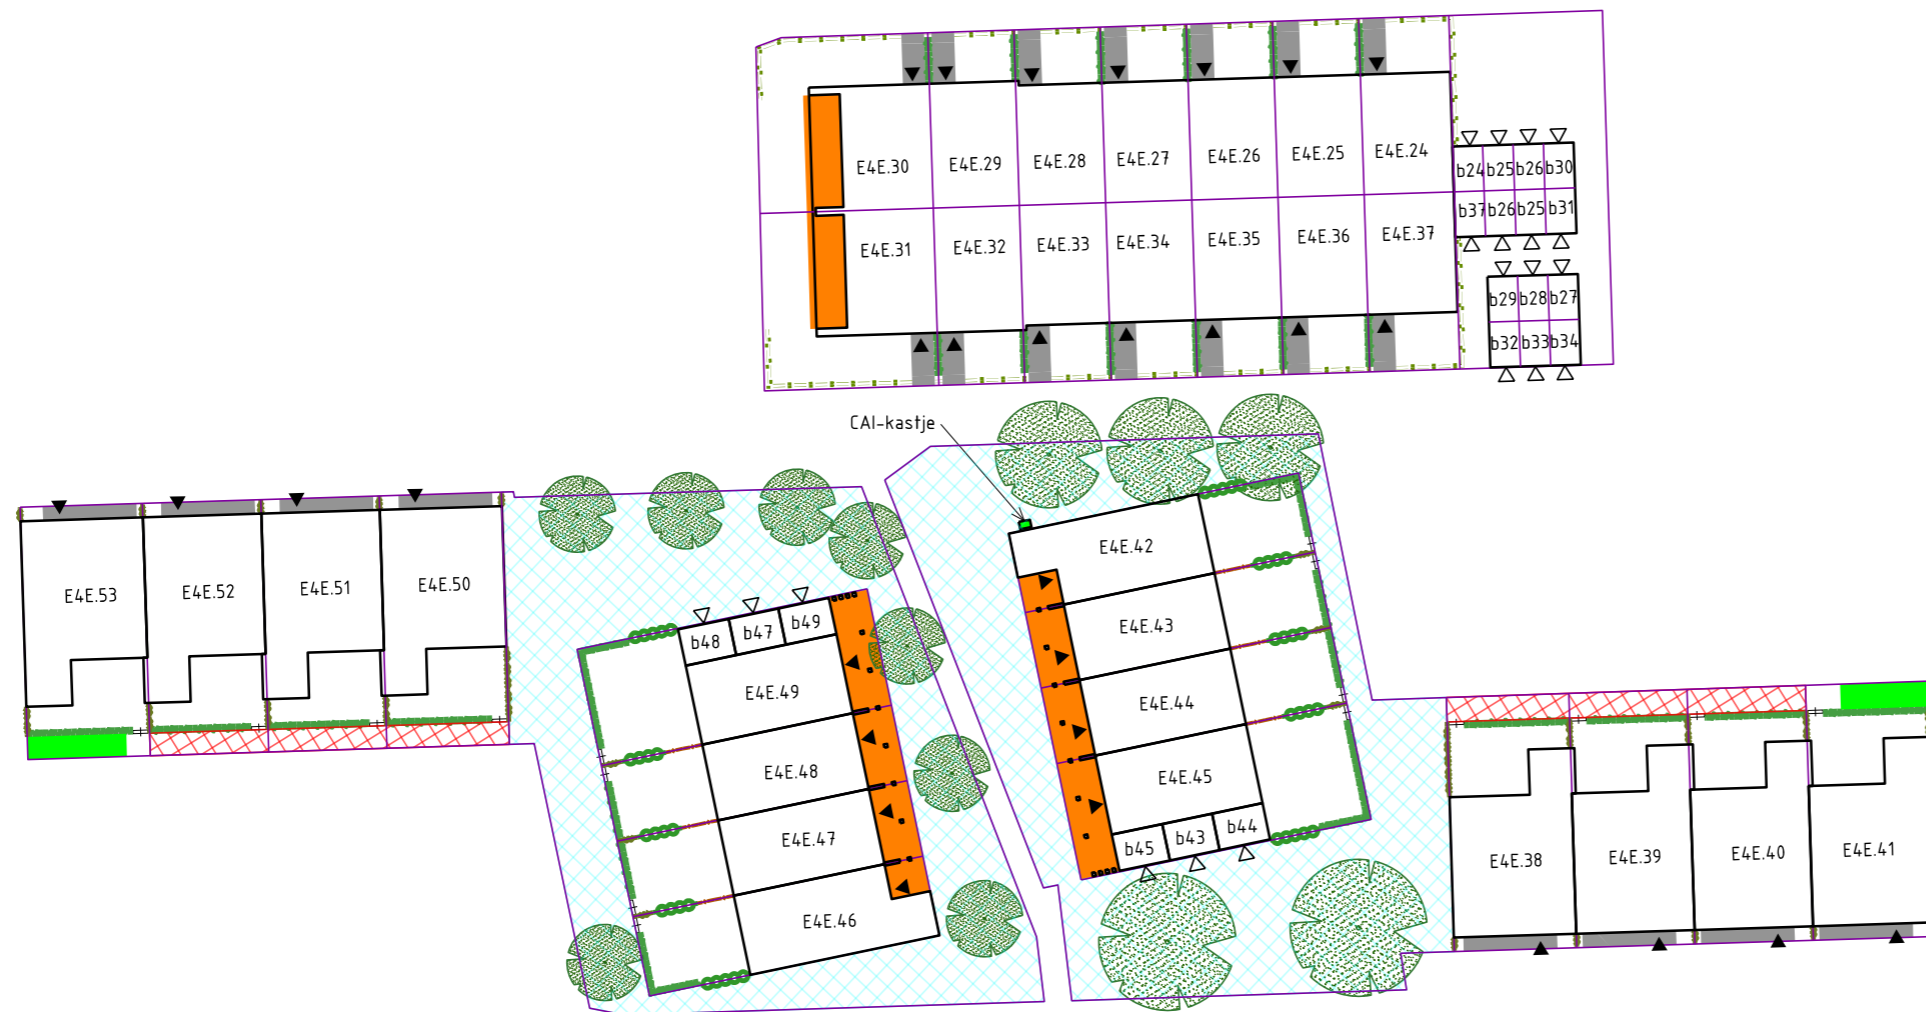 E4E.30 E4E.29 E4E.28 E4E.27 E4E.26 E4E.25 E4E.24
b24 b25 b26 b30
b37 b26 b25 b31
E4E.31 E4E.32 E4E.33 E4E.34 E4E.35 E4E.36 E4E.37
b29 b28 b27
b32 b33 b34
CAI-kastje
E4E.53 E4E.52 E4E.51 E4E.50
b48 b47 b49
E4E.49
E4E.48
E4E.47
E4E.46
E4E.42
E4E.43
E4E.44
E4E.45
b45 b43 b44
E4E.38 E4E.39 E4E.40 E4E.41